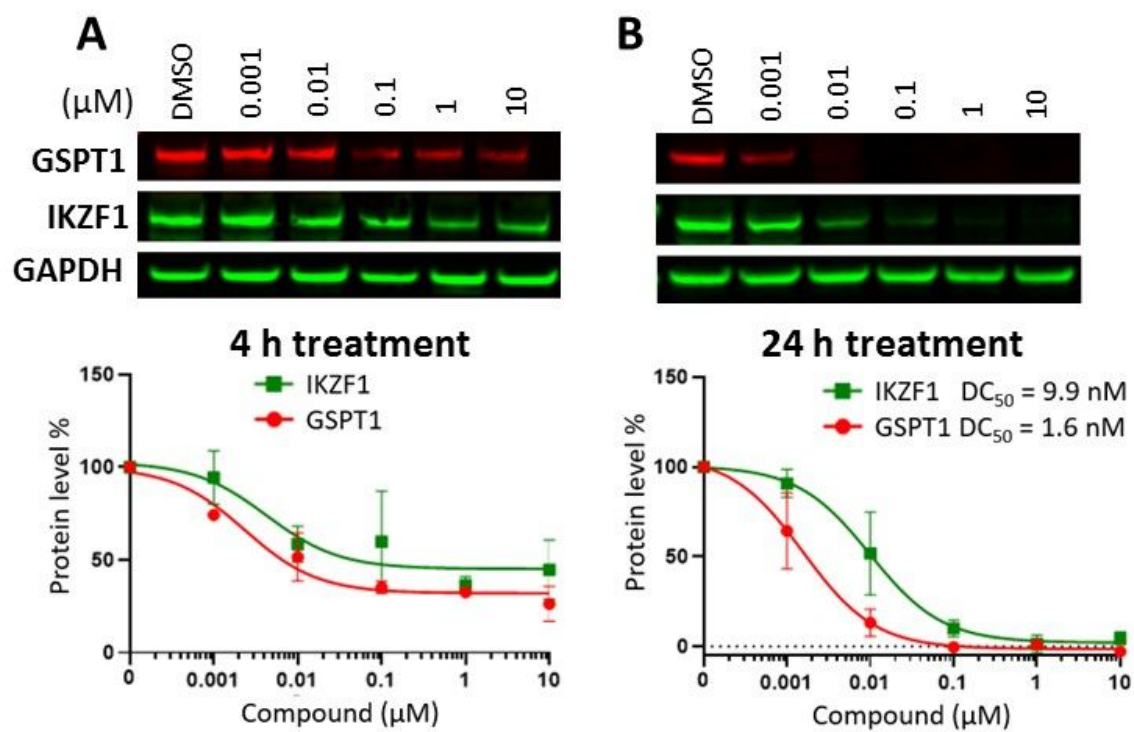 A
(μM)
DMSO
0.001
0.01
0.1
1
10
GSPT1
IKZF1
GAPDH
4 h treatment
IKZF1
GSPT1
Protein level %
150
100
50
0
0
0.001
0.01
0.1
1
10
Compound (μM)
B
DMSO
0.001
0.01
0.1
1
10
24 h treatment
IKZF1 DC50 = 9.9 nM
GSPT1 DC50 = 1.6 nM
Protein level %
150
100
50
0
0
0.001
0.01
0.1
1
10
Compound (μM)